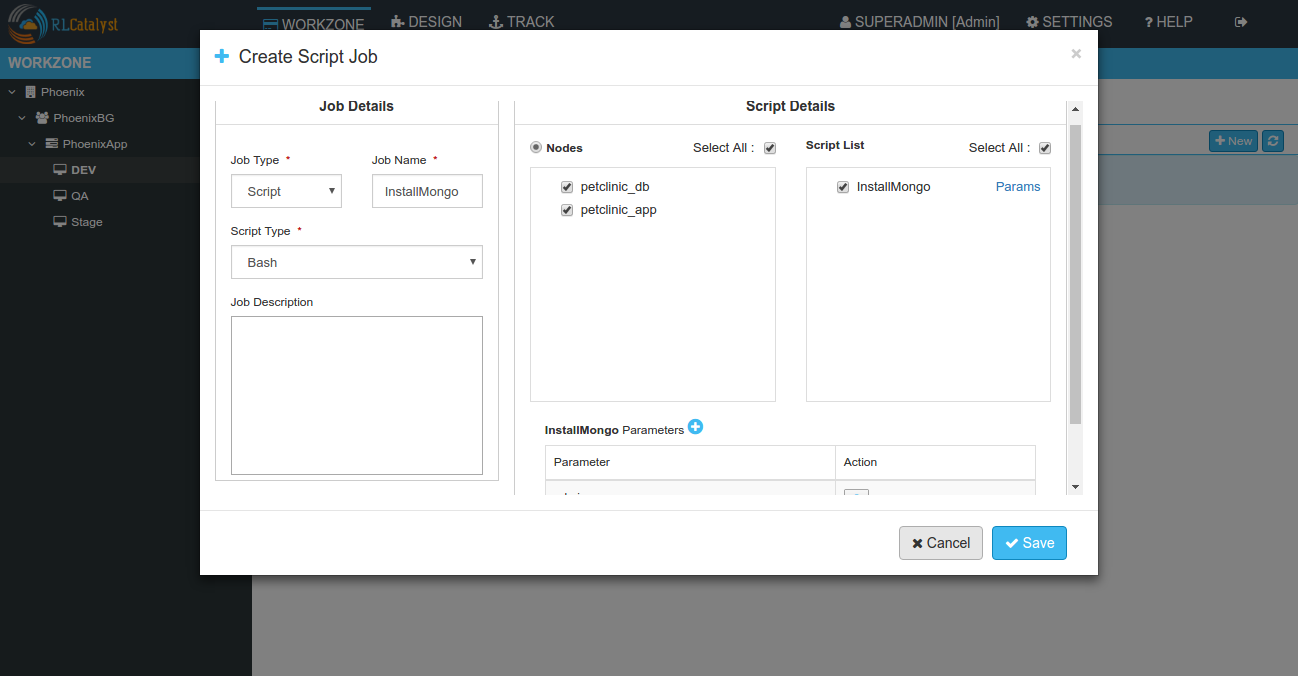 RLCatalyst
WORKZONE
DESIGN
TRACK
SUPERADMIN [Admin]
SETTINGS
? HELP
WORKZONE
Phoenix
PhoenixBG
PhoenixApp
DEV
QA
Stage
New
Create Script Job
×
Job Details
Job Type *
Job Name *
Script
InstallMongo
Script Type *
Bash
Job Description
Script Details
Nodes
Select All :
petclinic_db
petclinic_app
Script List
Select All :
InstallMongo
Params
InstallMongo Parameters
Parameter
Action
Cancel
Save